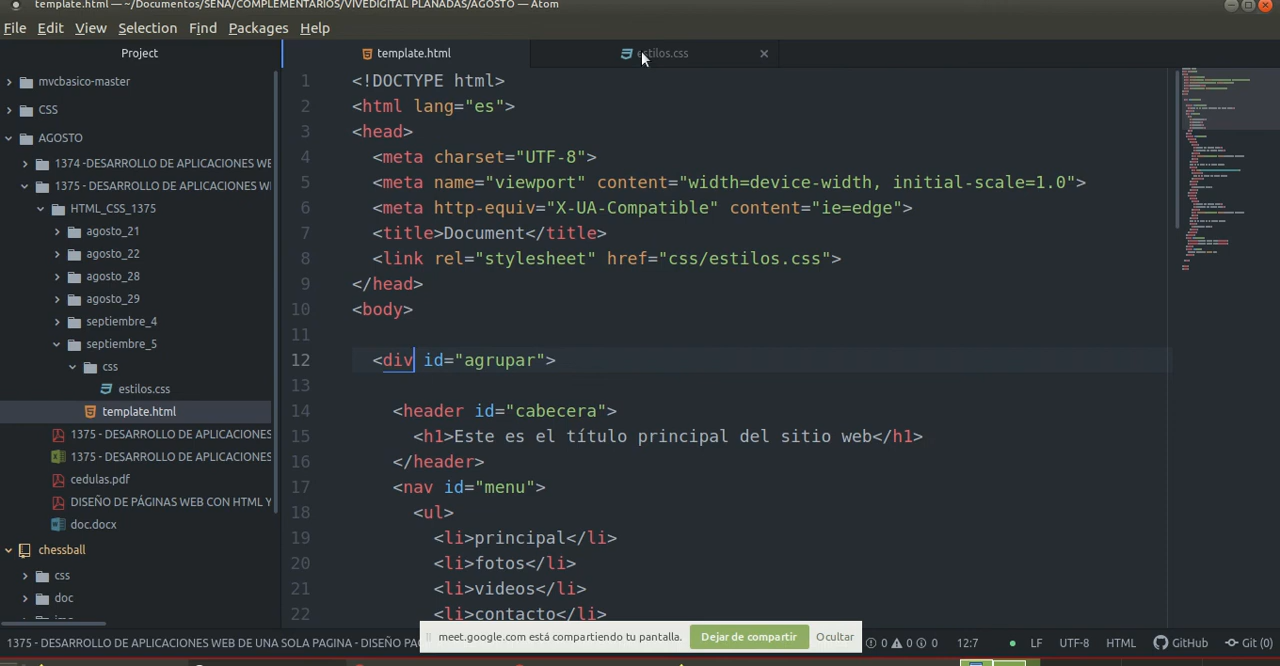 template.html — ~/Documentos/SENA/COMPLEMENTARIOS/VIVEDIGITAL PLANADAS/AGOSTO — Atom
File Edit View Selection Find Packages Help
Project
template.html
estilos.css
mvcbasico-master
CSS
AGOSTO
1374 -DESARROLLO DE APLICACIONES WE
1375 - DESARROLLO DE APLICACIONES WI
HTML_CSS_1375
agosto_21
agosto_22
agosto_28
agosto_29
septiembre_4
septiembre_5
css
estilos.css
template.html
1375 - DESARROLLO DE APLICACIONES
1375 - DESARROLLO DE APLICACIONES
cedulas.pdf
DISEÑO DE PÁGINAS WEB CON HTML Y
doc.docx
chessball
css
doc
1 <!DOCTYPE html>
2 <html lang="es">
3 <head>
4 <meta charset="UTF-8">
5 <meta name="viewport" content="width=device-width, initial-scale=1.0">
6 <meta http-equiv="X-UA-Compatible" content="ie=edge">
7 <title>Document</title>
8 <link rel="stylesheet" href="css/estilos.css">
9 </head>
10 <body>
11
12 <div id="agrupar">
13
14 <header id="cabecera">
15 <h1>Este es el título principal del sitio web</h1>
16 </header>
17 <nav id="menu">
18 <ul>
19 <li>principal</li>
20 <li>fotos</li>
21 <li>videos</li>
22 <li>contacto</li>
meet.google.com está compartiendo tu pantalla. Dejar de compartir Ocultar
1375 - DESARROLLO DE APLICACIONES WEB DE UNA SOLA PAGINA - DISEÑO PA 0 0 0 12:7 LF UTF-8 HTML GitHub Git (0)